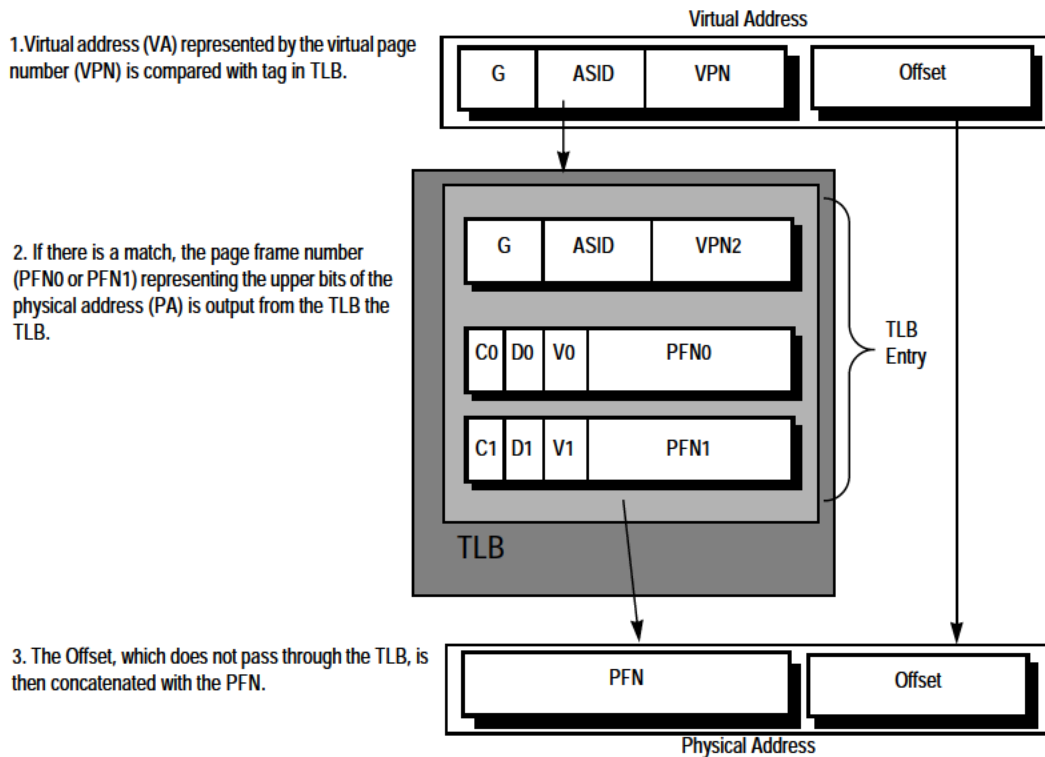 Virtual Address
1.Virtual address (VA) represented by the virtual page
number (VPN) is compared with tag in TLB.
G ASID VPN Offset
2. If there is a match, the page frame number
(PFN0 or PFN1) representing the upper bits of the
physical address (PA) is output from the TLB the
TLB.
G ASID VPN2
C0 D0 V0 PFN0
TLB
Entry
C1 D1 V1 PFN1
TLB
3. The Offset, which does not pass through the TLB, is
then concatenated with the PFN.
PFN Offset
Physical Address